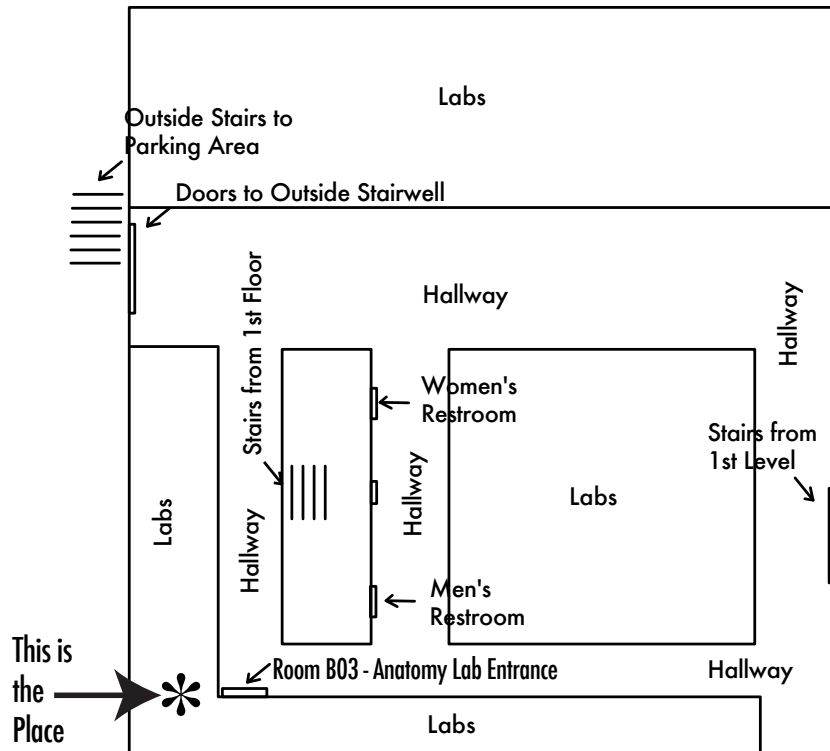 Labs
Outside Stairs to
Parking Area
Doors to Outside Stairwell
Hallway
Hallway
Stairs from 1st Floor
Women's
Restroom
Stairs from
1st Level
Hallway
Labs
Labs
Hallway
Men's
Restroom
This is
the
Place
*
Room B03 - Anatomy Lab Entrance
Hallway
Labs